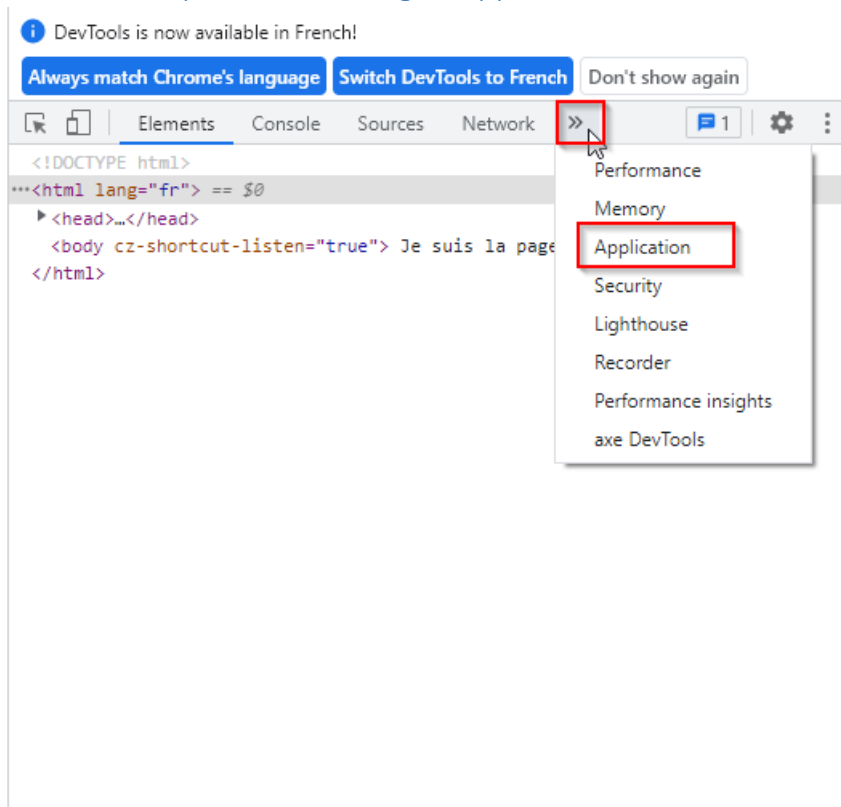 DevTools is now available in French!
Always match Chrome's language Switch DevTools to French Don't show again
Elements Console Sources Network » 1
<!DOCTYPE html>
Performance
…<html lang="fr"> == $0
Memory
<head>…</head>
<body cz-shortcut-listen="true"> Je suis la page
Application
</html>
Security
Lighthouse
Recorder
Performance insights
axe DevTools